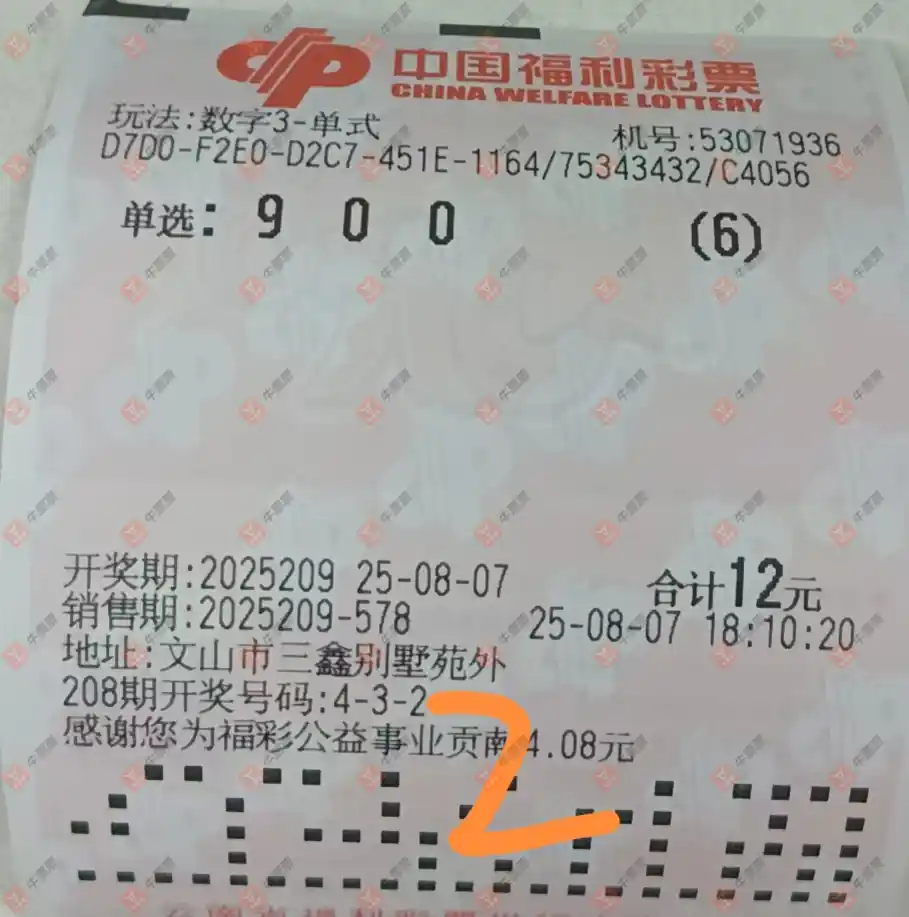 中国福利彩票
CHINA WELFARE LOTTERY
玩法:数字3-单式
机号:53071936
D7D0-F2E0-D2C7-451E-1164/75343432/C4056
单选: 9 0 0 (6)
开奖期:2025209 25-08-07 合计12元
销售期:2025209-578 25-08-07 18:10:20
地址:文山市三鑫别墅苑外
208期开奖号码:4-3-2
感谢您为福彩公益事业贡献4.08元
2